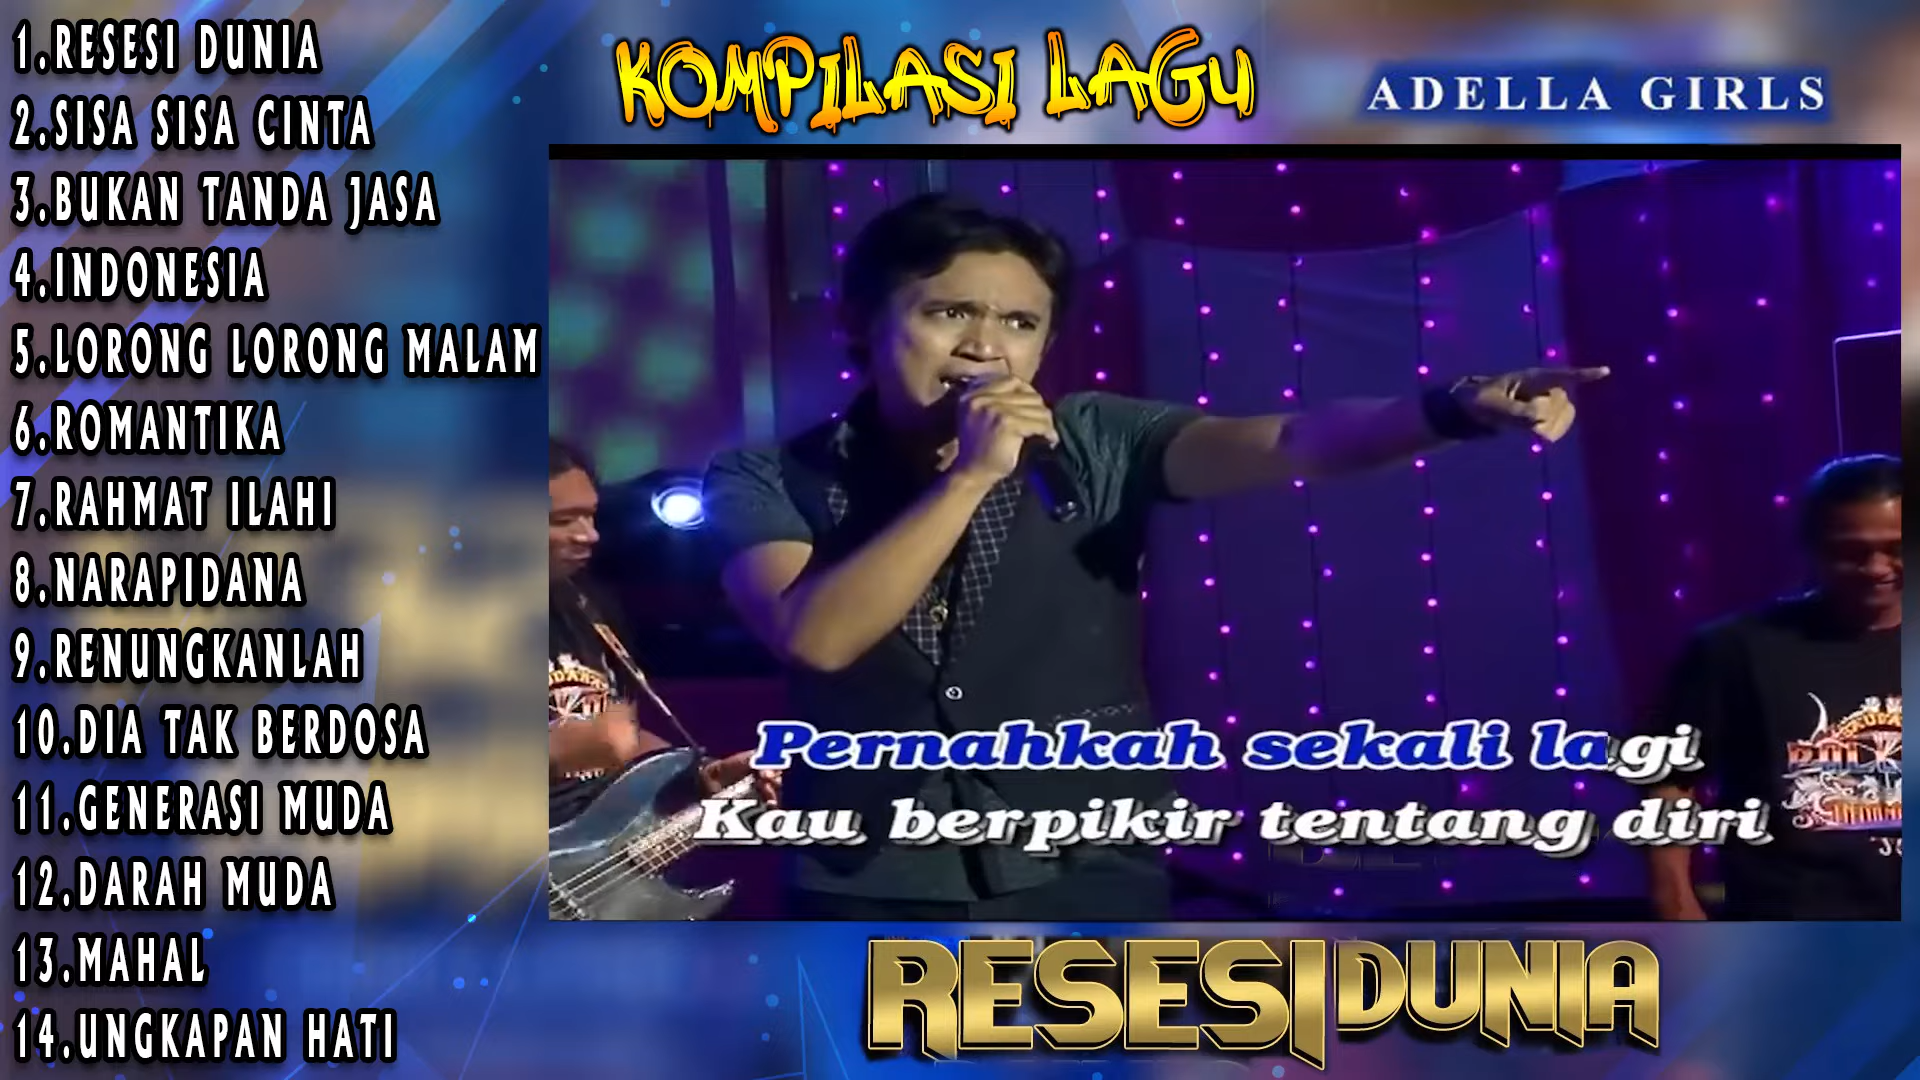 1.RESESI DUNIA
2.SISA SISA CINTA
3.BUKAN TANDA JASA
4.INDONESIA
5.LORONG LORONG MALAM
6.ROMANTIKA
7.RAHMAT ILAHI
8.NARAPIDANA
9.RENUNGKANLAH
10.DIA TAK BERDOSA
11.GENERASI MUDA
12.DARAH MUDA
13.MAHAL
14.UNGKAPAN HATI
KOMPILASI LAGU
ADELLA GIRLS
Pernahkah sekali lagi
Kau berpikir tentang diri
RESESI DUNIA